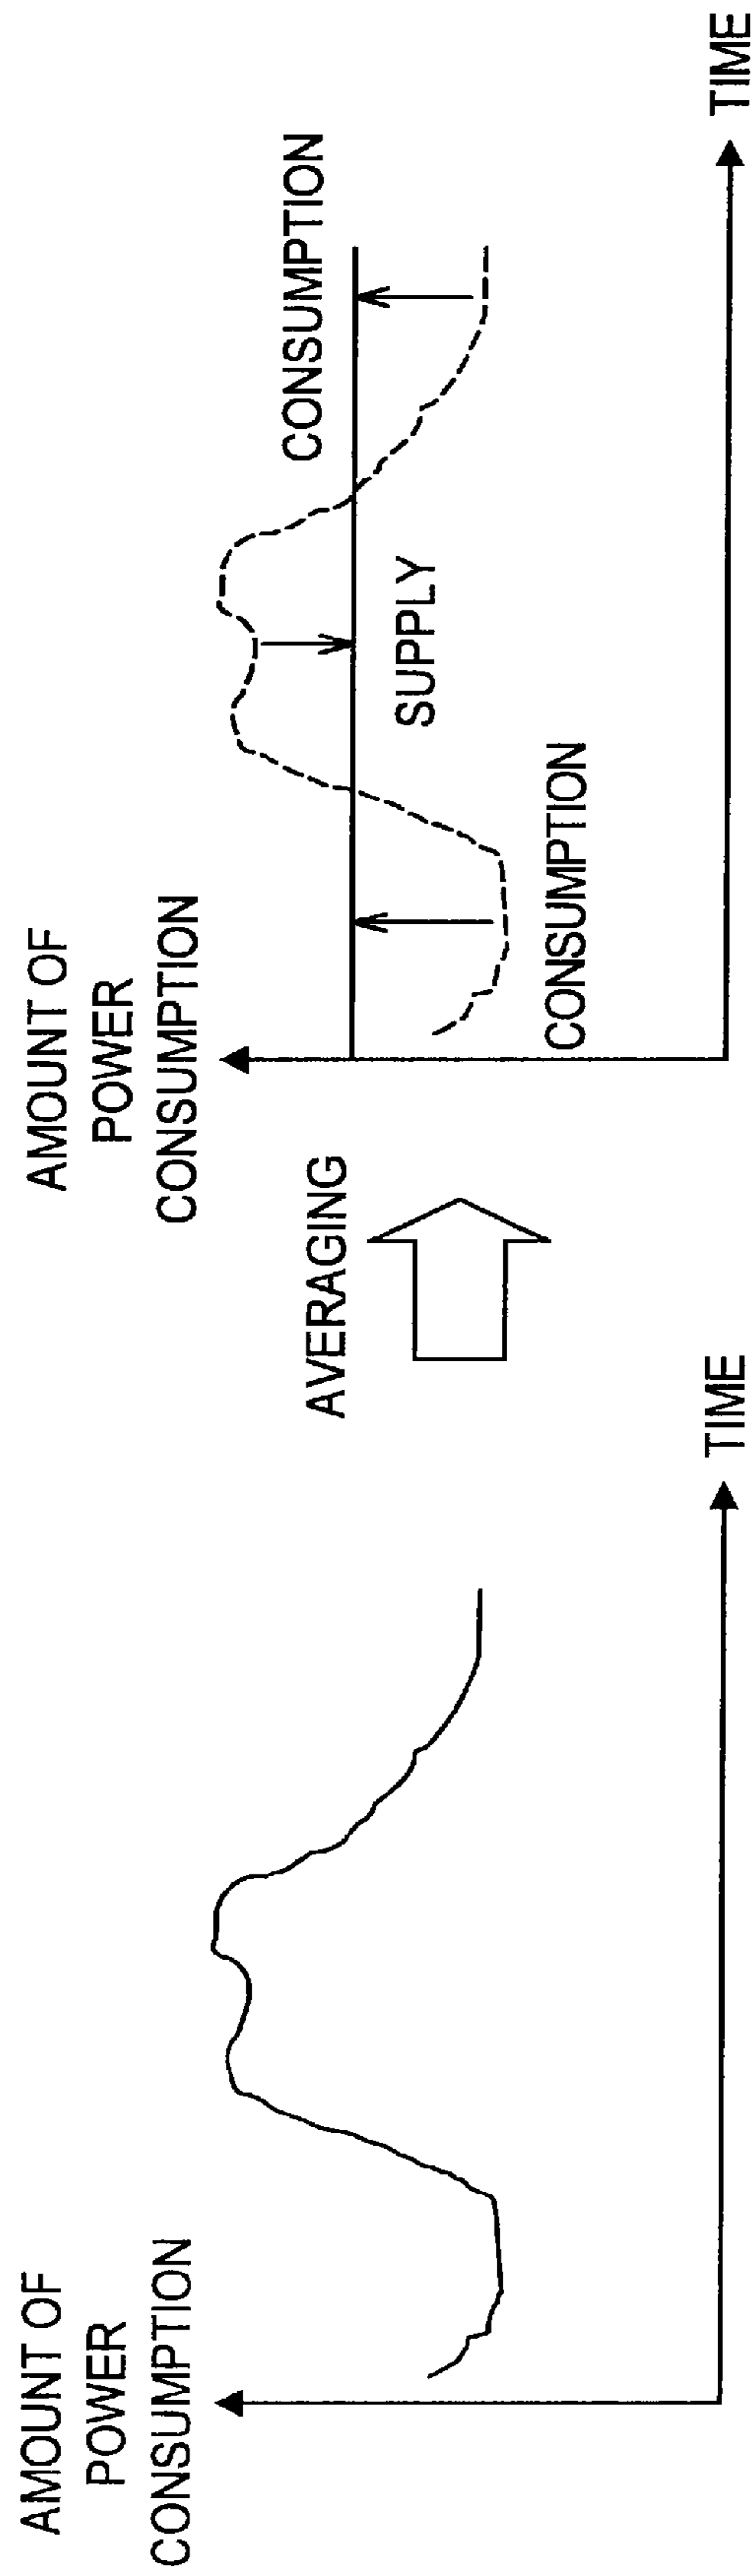 AMOUNT OF
POWER
CONSUMPTION
TIME
AVERAGING
AMOUNT OF
POWER
CONSUMPTION
CONSUMPTION
SUPPLY
CONSUMPTION
TIME